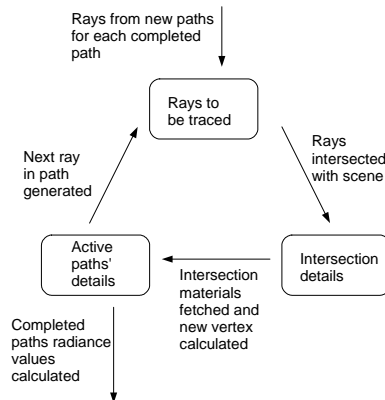 Rays from new paths
for each completed
path
Rays to
be traced
Next ray
in path
generated
Rays
intersected
with scene
Active
paths'
details
Intersection
details
Intersection
materials
fetched and
new vertex
calculated
Completed
paths radiance
values
calculated